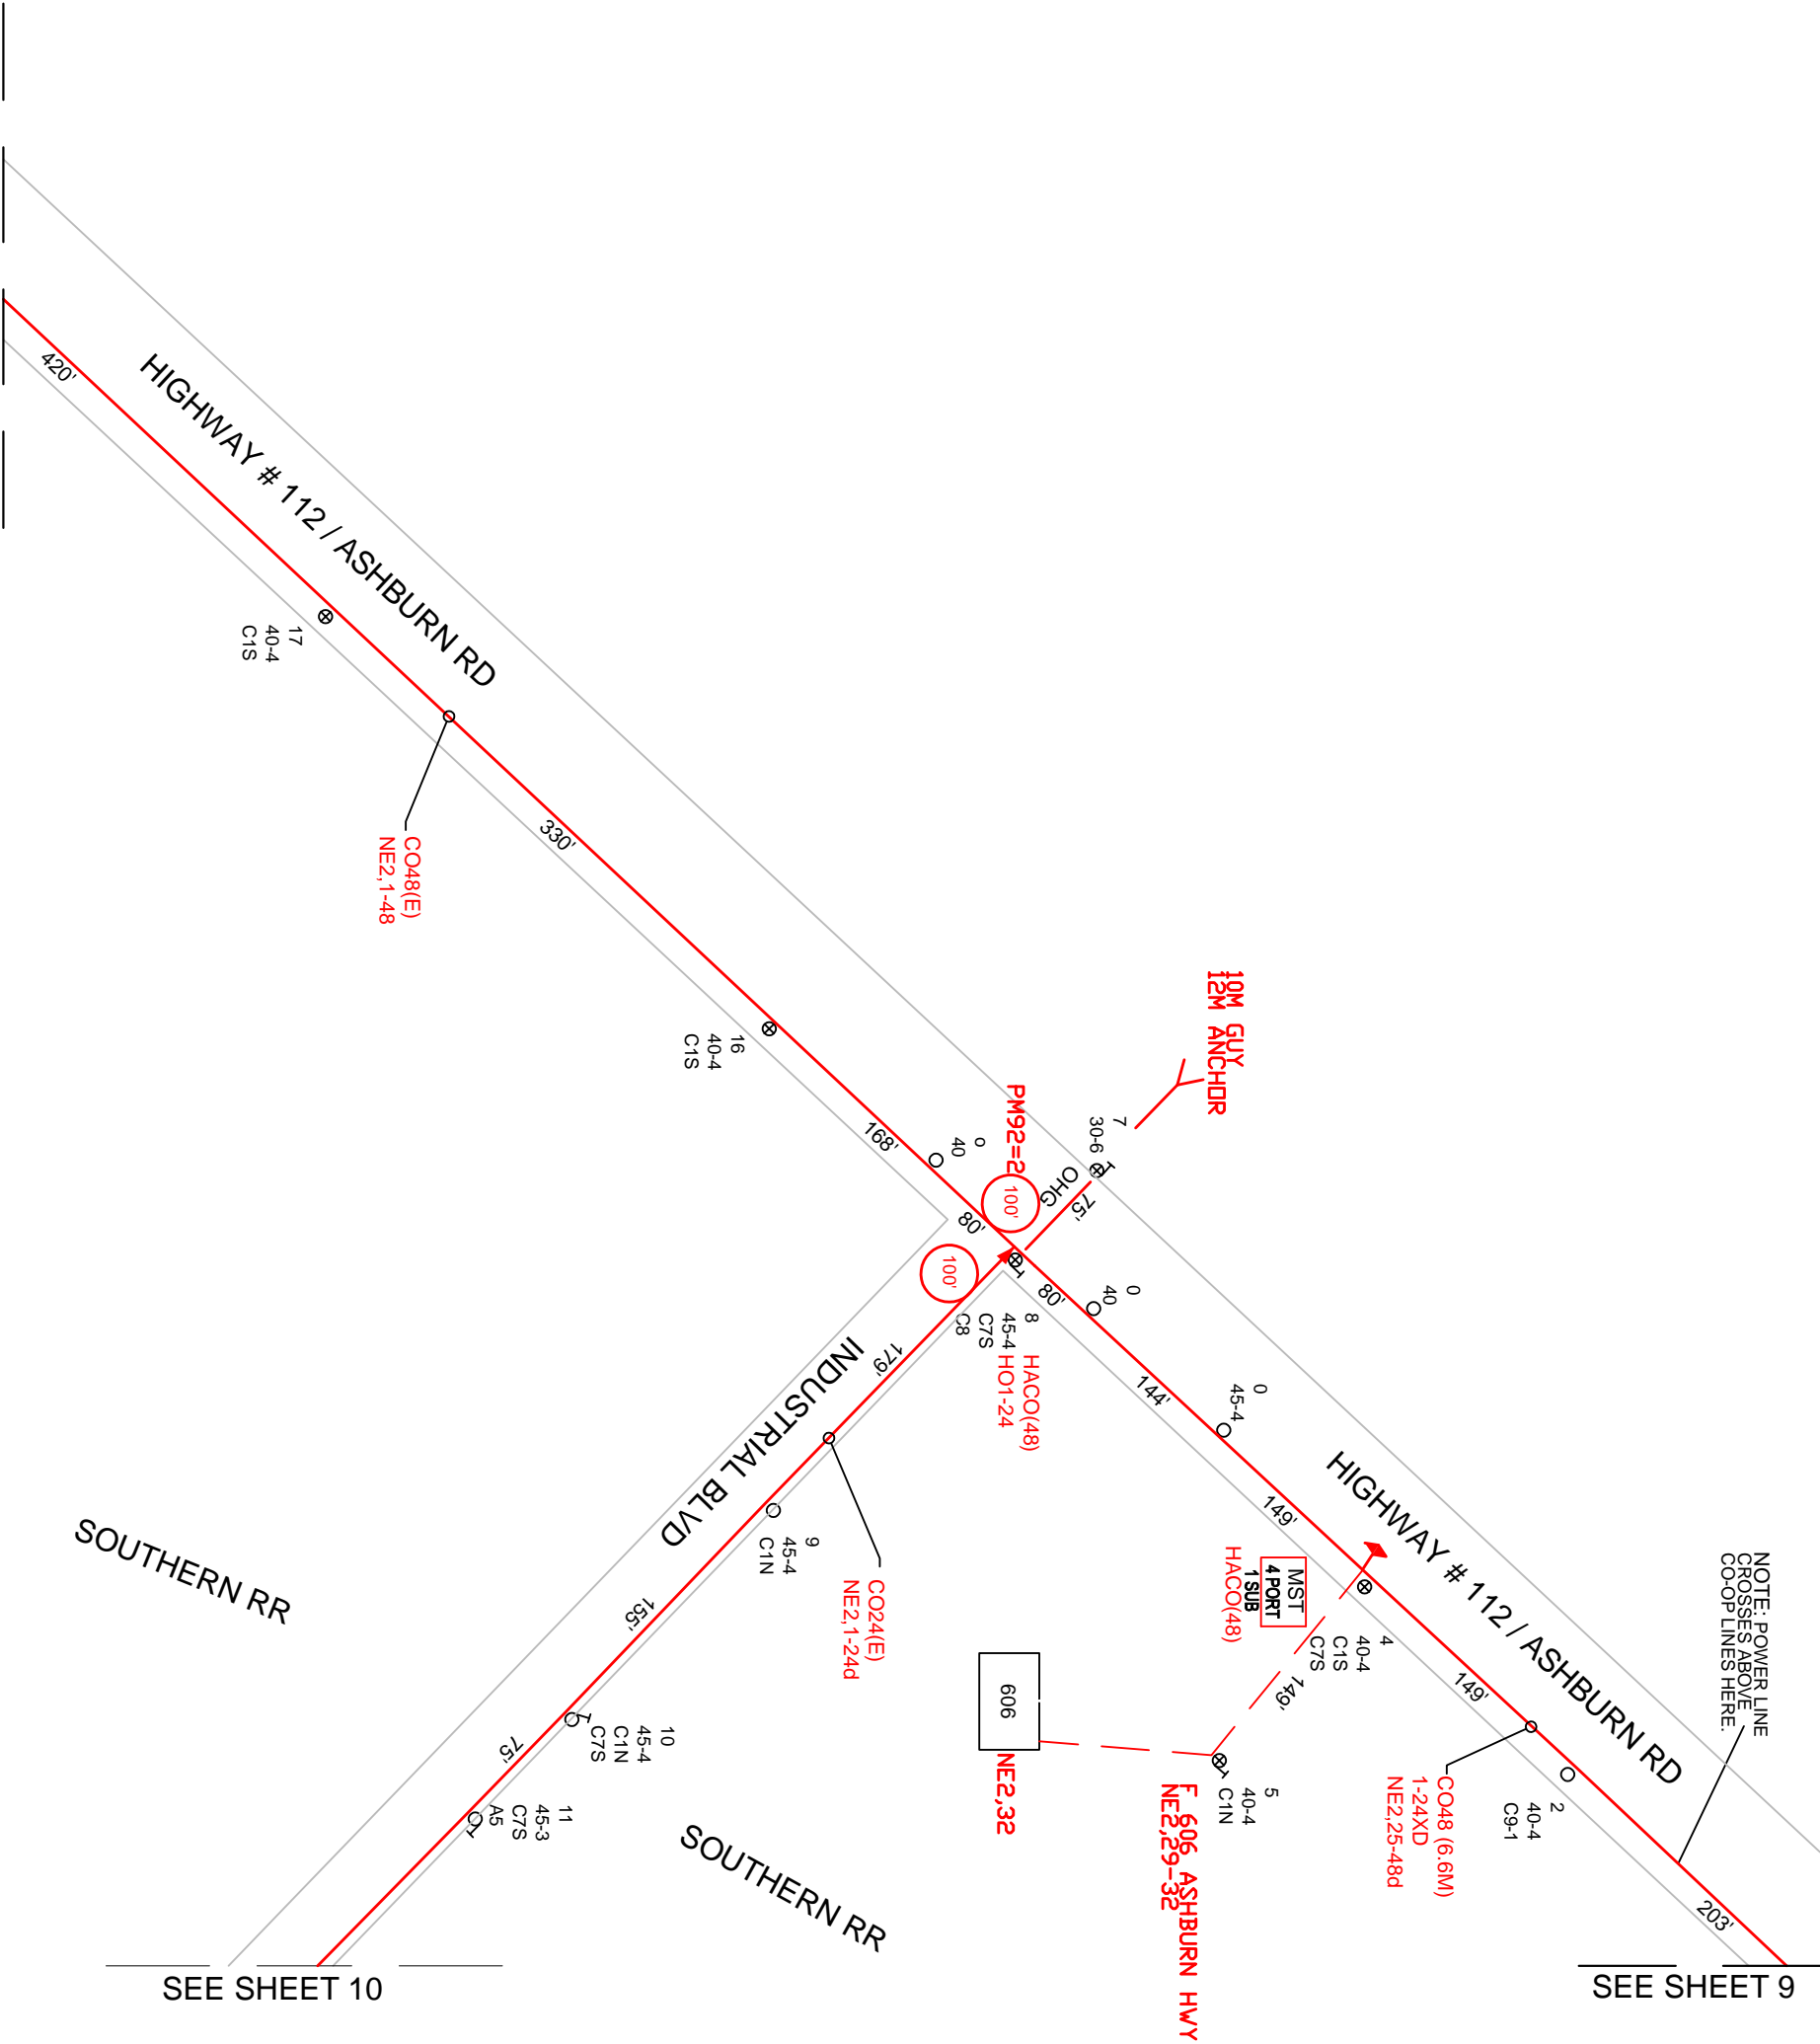 420'
HIGHWAY # 112 / ASHBURN RD
17
40-4
C1S
CO48(E)
NE2,1-48
330'
16
40-4
C1S
168'
o
40
PM92=2
100'
10M GUY
12M ANCHOR
7
30-6
OHG
75'
80'
100'
80'
0
40
8
45-4
C7S
C8
HACO(48)
HO1-24
179'
INDUSTRIAL BLVD
144'
0
45-4
149'
HIGHWAY # 112 / ASHBURN RD
MST
4 PORT
1 SUB
HACO(48)
4
40-4
C1S
C7S
149'
149'
NOTE: POWER LINE
CROSSES ABOVE
CO-OP LINES HERE.
9
45-4
C1N
CO24(E)
NE2,1-24d
155'
606
NE2,32
5
40-4
C1N
F 606 ASHBURN HWY
NE2,29-32
CO48 (6.6M)
1-24XD
NE2,25-48d
2
40-4
C9-1
203'
10
45-4
C1N
C7S
75'
11
45-3
C7S
A5
SOUTHERN RR
SOUTHERN RR
SEE SHEET 10
SEE SHEET 9